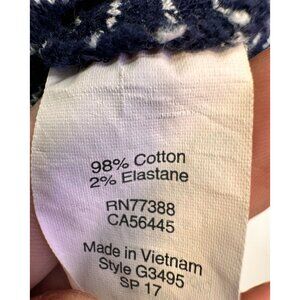 98% Cotton
2% Elastane
RN77388
CA56445
Made in Vietnam
Style G3495
SP 17